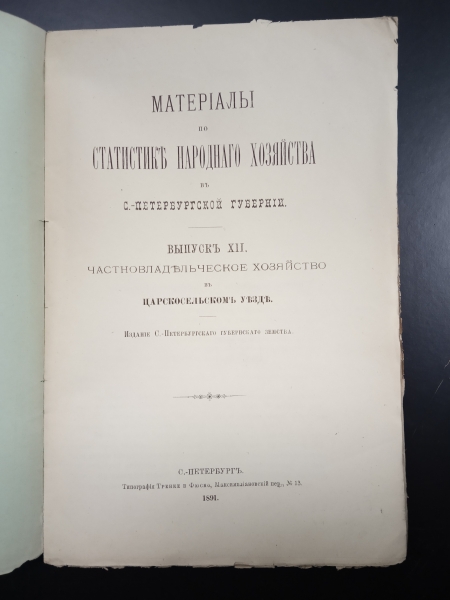 МАТЕРІАЛЫ
ПО
СТАТИСТИКѢ НАРОДНАГО ХОЗЯЙСТВА
ВЪ
С.-ПЕТЕРБУРГСКОЙ ГУБЕРНІИ.
ВЫПУСКЪ XII.
ЧАСТНОВЛАДѢЛЬЧЕСКОЕ ХОЗЯЙСТВО
ВЪ
ЦАРСКОСЕЛЬСКОМЪ УѢЗДѢ.
Изданіе С.-Петербургскаго губернскаго земства.
С.-ПЕТЕРБУРГЪ.
Типографія Тренке и Фюсно, Максимиліановскій пер., № 13.
1891.